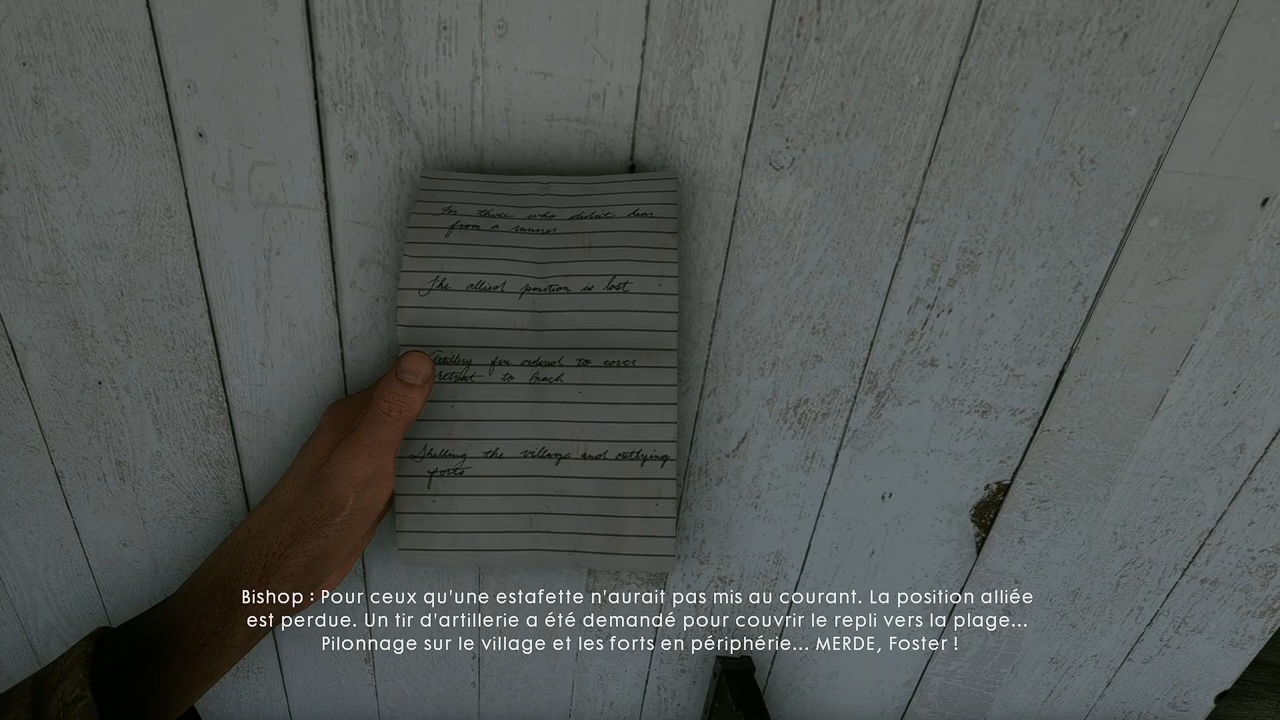 for those who didn't hear
from a runner
The allied position is lost
Artillery fire ordered to cover
retreat to beach
Shelling the village and outlying
forts
Bishop : Pour ceux qu'une estafette n'aurait pas mis au courant. La position alliée
est perdue. Un tir d'artillerie a été demandé pour couvrir le repli vers la plage...
Pilonnage sur le village et les forts en périphérie... MERDE, Foster !